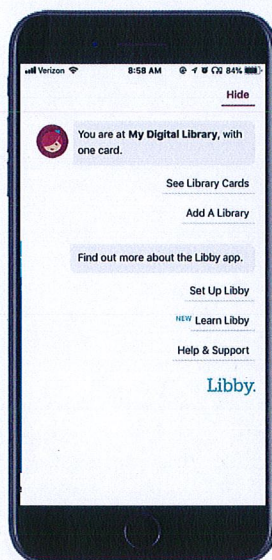 Verizon 8:58 AM 84%
Hide
You are at My Digital Library, with
one card.
See Library Cards
Add A Library
Find out more about the Libby app.
Set Up Libby
NEW Learn Libby
Help & Support
Libby.